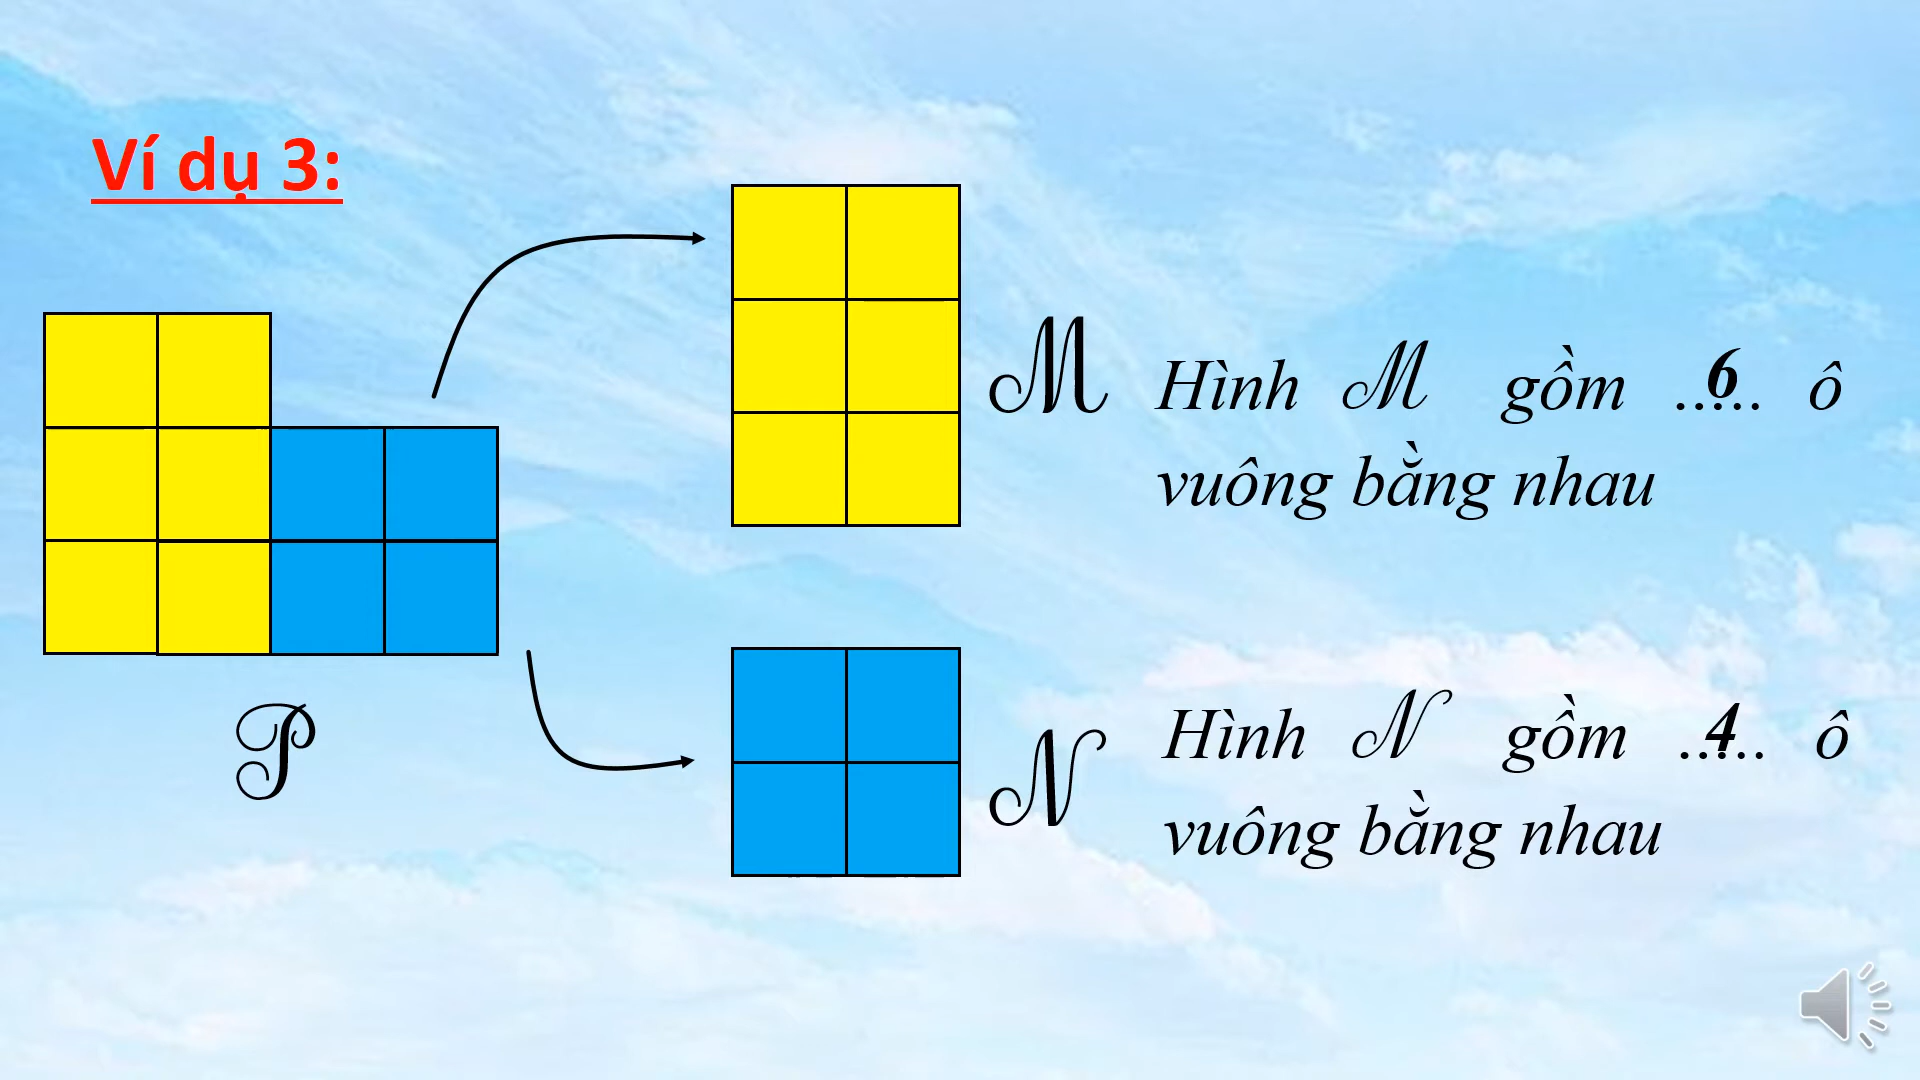 Ví dụ 3:
M
Hình M gồm ..6.. ô
vuông bằng nhau
P
N
Hình N gồm ..4.. ô
vuông bằng nhau